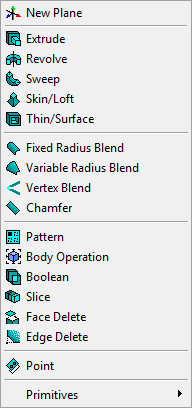 New Plane
Extrude
Revolve
Sweep
Skin/Loft
Thin/Surface
Fixed Radius Blend
Variable Radius Blend
Vertex Blend
Chamfer
Pattern
Body Operation
Boolean
Slice
Face Delete
Edge Delete
Point
Primitives